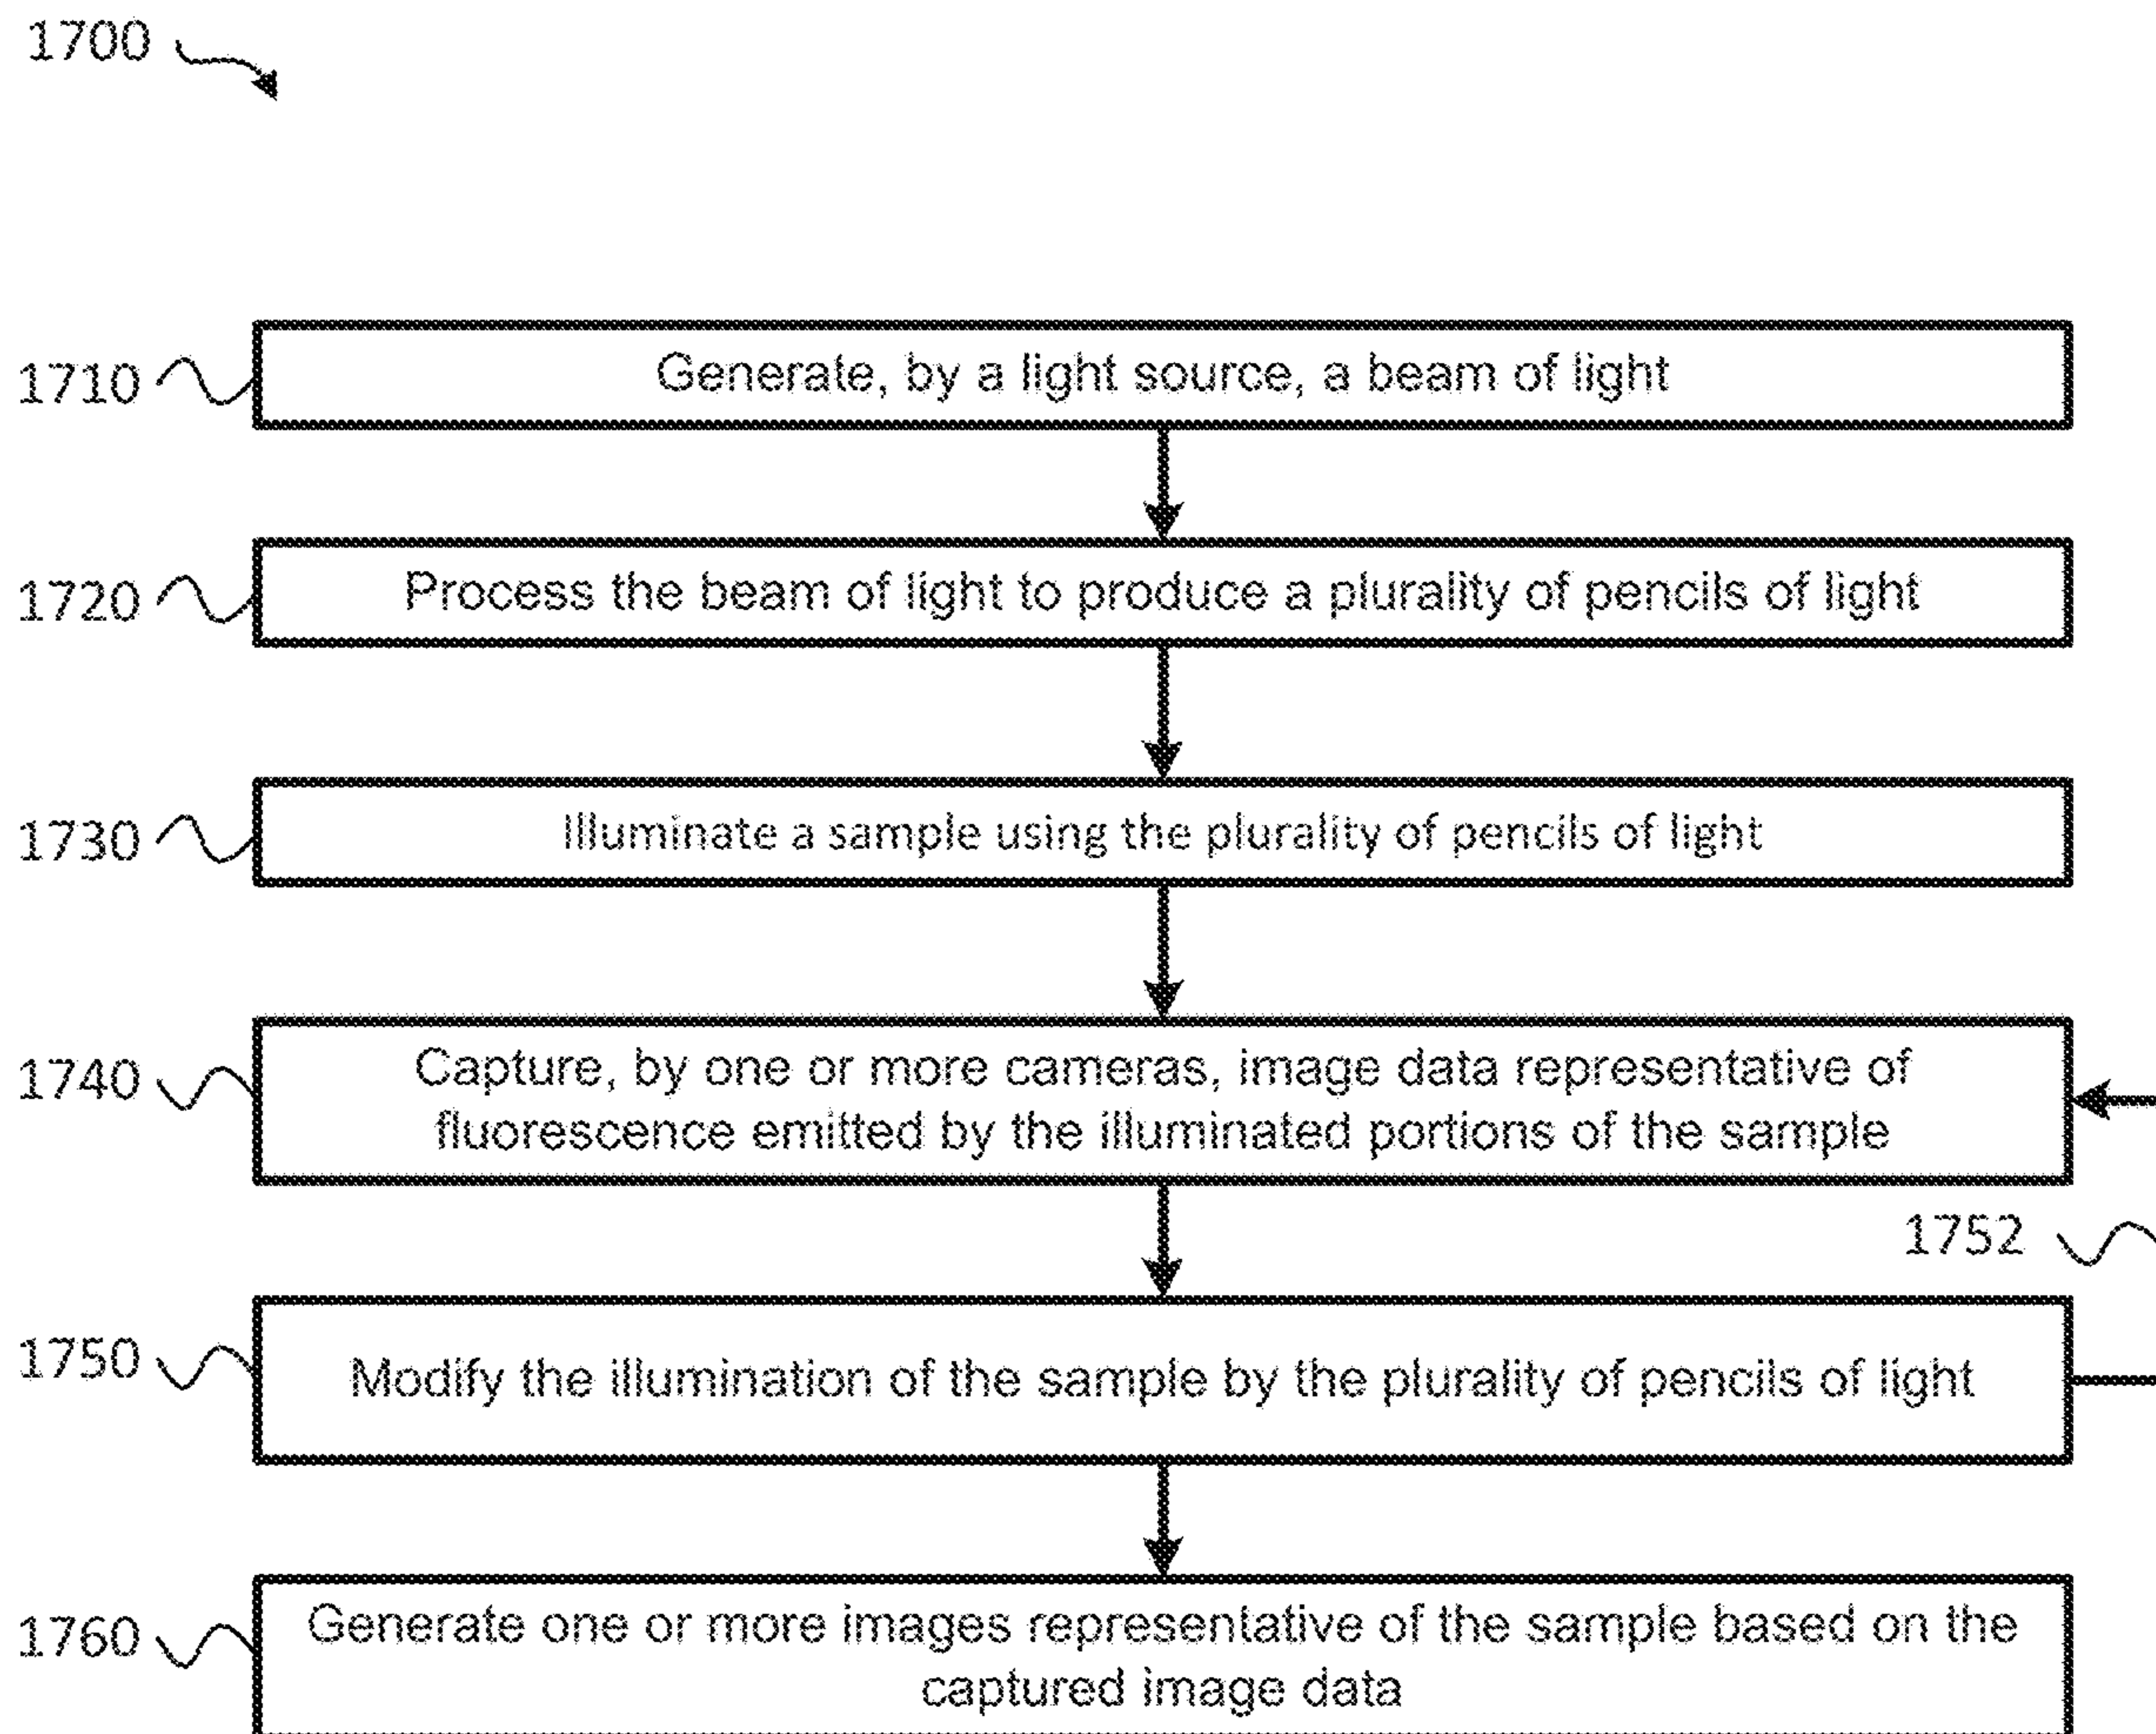 1700
1710
Generate, by a light source, a beam of light
1720
Process the beam of light to produce a plurality of pencils of light
1730
Illuminate a sample using the plurality of pencils of light
1740
Capture, by one or more cameras, image data representative of
fluorescence emitted by the illuminated portions of the sample
1752
1750
Modify the illumination of the sample by the plurality of pencils of light
1760
Generate one or more images representative of the sample based on the
captured image data